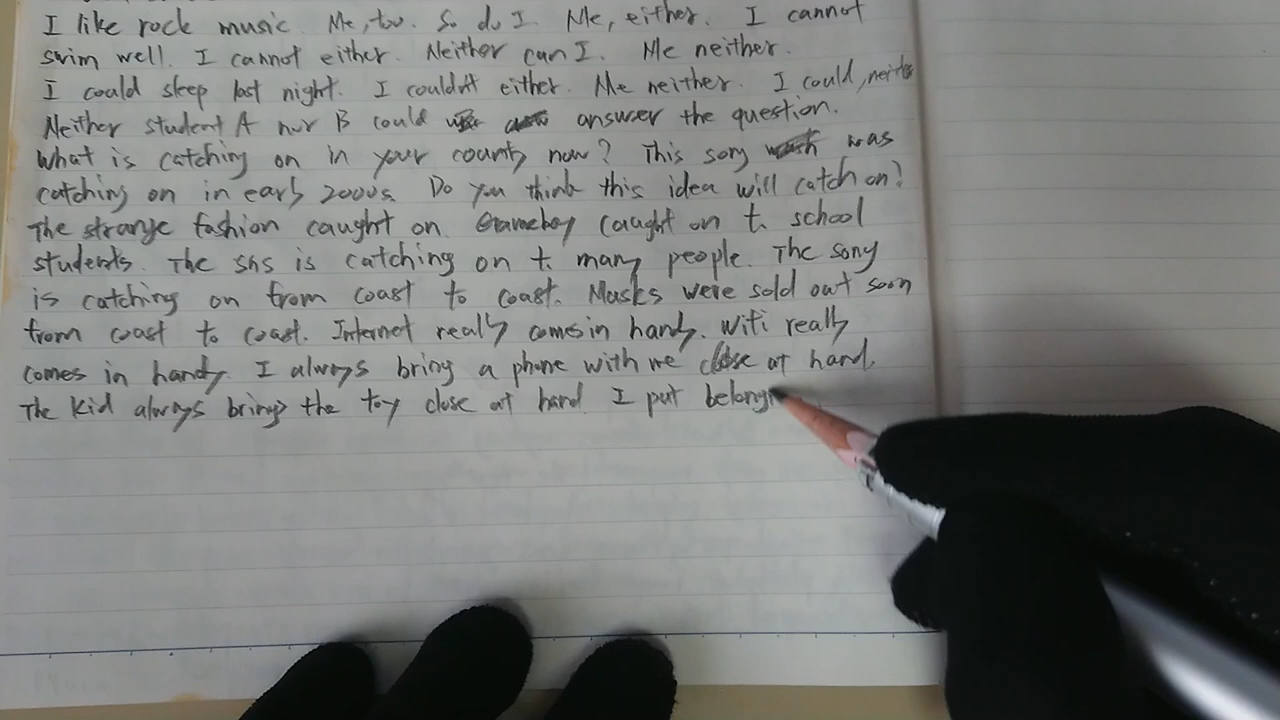 I like rock music. Me, too. So do I. Me, either. I cannot
swim well. I cannot either. Neither can I. Me neither.
I could sleep last night. I couldn't either. Me neither. I could, neither
Neither student A nor B could answer the question.
What is catching on in your country now? This song was
catching on in early 2000s. Do you think this idea will catch on?
The strange fashion caught on. Gameboy caught on to school
students. The SNS is catching on to many people. The song
is catching on from coast to coast. Masks were sold out soon
from coast to coast. Internet really comes in handy. Wifi really
comes in handy. I always bring a phone with me close at hand.
The kid always brings the toy close at hand. I put belongi